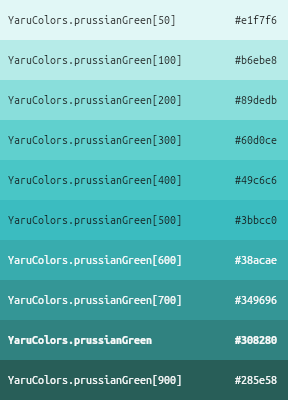 YaruColors.prussianGreen[50] #e1f7f6
YaruColors.prussianGreen[100] #b6ebe8
YaruColors.prussianGreen[200] #89dedb
YaruColors.prussianGreen[300] #60d0ce
YaruColors.prussianGreen[400] #49c6c6
YaruColors.prussianGreen[500] #3bbcc0
YaruColors.prussianGreen[600] #38acae
YaruColors.prussianGreen[700] #349696
YaruColors.prussianGreen #308280
YaruColors.prussianGreen[900] #285e58